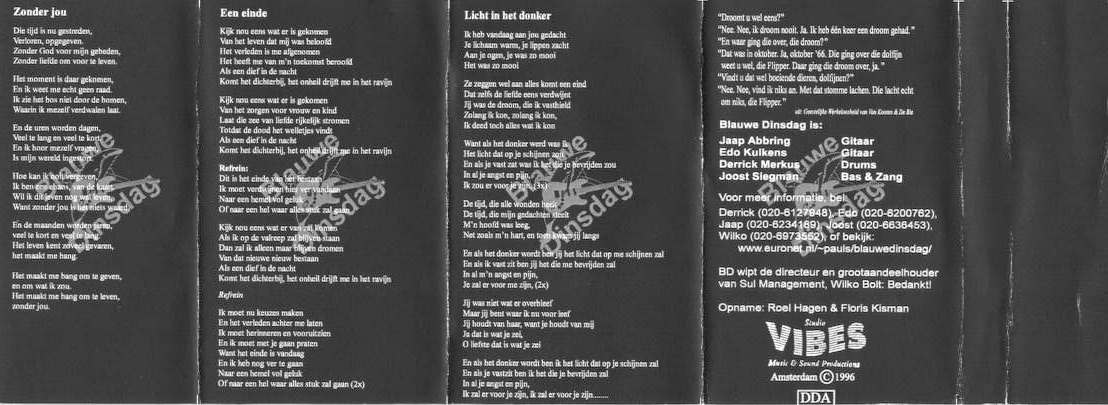 Zonder jou
Die tijd is nu gestorden,
Verloren, opgegeven.
Zonder God voor mijn gebeden,
Zonder liefde om voor te leven.
Het moment is daar gekomen,
En ik weet me echt geen raad.
Ik zie het bos niet door de bomen,
Waarin ik mezelf verdwalen laat.
En de uren worden dagen,
Veel te lang en veel te kort,
En ik hoor mezelf vragen,
Is mijn wereld ingestort.
Hoe kan ik blijven geven,
Ik ben van de kaart,
Wil ik dit leven nog wel leven,
Want zonder jou is het niets waard.
En de maanden worden jaren,
veel te kort en veel te lang,
Het leven kent zovele gevaren,
het maakt me bang.
Het maakt me bang om te geven,
en om wat ik zou.
Het maakt me bang om te leven,
zonder jou.
Een einde
Kijk nou eens wat er is gekomen
Van het leven dat mij was beloofd
Het verleden is me afgenomen
Het heeft me van m'n toekomst beroofd
Als een dief in de nacht
Komt het dichterbij, het onheil drijft me in het ravijn
Kijk nou eens wat er is gekomen
Van het zorgen voor vrouw en kind
Laat die zee van liefde rijkelijk stromen
Totdat de dood het welletjes vindt
Als een dief in de nacht
Komt het dichterbij, het onheil drijft me in het ravijn
Refrein:
Dit is het einde van het bestaan
Ik moet verdwijnen hier ver vandaan
Naar een hemel vol geluk
Of naar een hel waar alles stuk zal gaan
Kijk nou eens wat er van komen
Als ik op de valreep zal blijven staan
Dan zal ik alleen maar blijven dromen
Van dat nieuwe nieuw bestaan
Als een dief in de nacht
Komt het dichterbij, het onheil drijft me in het ravijn
Refrein
Ik moet nu keuzes maken
En het verleden achter me laten
Ik moet herinneren en vooruitzien
En ik moet met je gaan praten
Want het einde is vandaag
En ik heb nog ver te gaan
Naar een hemel vol geluk
Of naar een hel waar alles stuk zal gaan (2x)
Licht in het donker
Ik heb vandaag aan jou gedacht
Je lichaam warm, je lippen zacht
Aan je ogen, je was zo mooi
Het was zo mooi
Ze zeggen wel aan alles komt een eind
Dat zelfs de liefde eens verdwijnt
Jij was de droom, die ik vasthield
Zolang ik kon, zolang ik kon,
Ik deed toch alles wat ik kon
Want als het donker werd was ik
Het licht dat op je schijnen zou
En als je vast zat was ik het die je bevrijden zou
In al je angst en pijn,
Ik zou er voor je zijn, (3x)
De tijd, die alle wonden heelt
De tijd, die mijn gedachten steelt
M'n hoofd was leeg,
Net zoals m'n hart, en toen kwam jij langs
En als het donker wordt ben jij het licht dat op me schijnen zal
En als ik vast zit ben jij het die me bevrijden zal
In al m'n angst en pijn,
Je zal er voor me zijn, (2x)
Jij was niet wat er overbleef
Maar jij bent waar ik nu voor leef
Jij houdt van haar, want je houdt van mij
Ja dat is wat je zei,
O liefste dat is wat je zei
En als het donker wordt ben ik het licht dat op je schijnen zal
En als je vastzit ben ik het die je bevrijden zal
In al je angst en pijn,
Ik zal er voor je zijn, ik zal er voor je zijn........
"Droomt u wel eens?"
"Nee. Nee, ik droom nooit. Ja. Ik heb één keer een droom gehad."
"En waar ging die over, die droom?"
"Dat was in oktober. Ja, oktober '66. Die ging over die dolfijn
weet u wel, die Flipper. Daar ging die droom over, ja."
"Vindt u dat wel boeiende dieren, dolfijnen?"
"Nee. Nee, vind ik niks an. Met dat stomme lachen. Die lacht echt
om niks, die Flipper."
uit: Geestelijke Werkeloosheid van Van Kooten & De Bie
Blauwe Dinsdag is:
Jaap Abbring Gitaar
Edo Kulkens Gitaar
Derrick Merkus Drums
Joost Slegman Bas & Zang
Voor meer informatie, bel:
Derrick (020-6127848), Edo (020-6200762),
Jaap (020-6234169), Joost (020-6636453),
Wilko (020-6973562), of bekijk:
www.euronet.nl/~pauls/blauwedinsdag/
BD wipt de directeur en grootaandeelhouder
van Sul Management, Wilko Bolt: Bedankt!
Opname: Roel Hagen & Floris Kisman
Studio
VIBES
Music & Sound Productions
Amsterdam © 1996
DDA
Blauwe
dinsdag
Blauwe
dinsdag
Blauwe
dinsdag
Blauwe
dinsdag